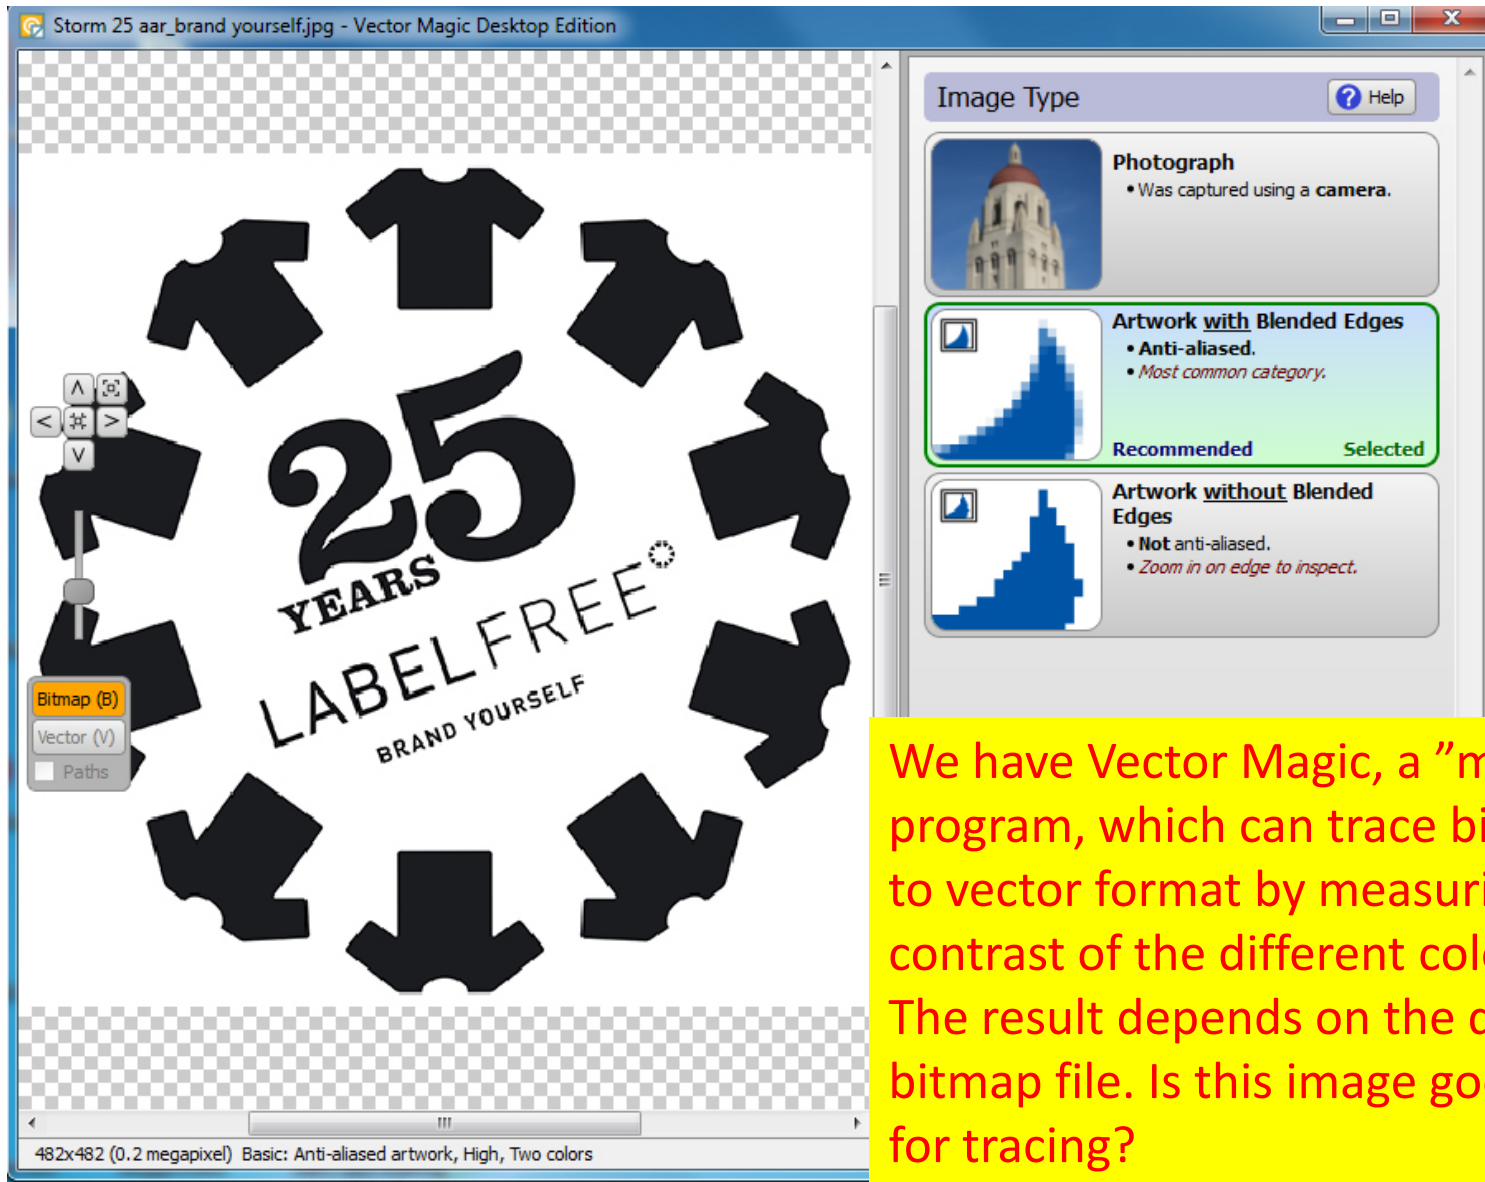 Storm 25 aar_brand yourself.jpg - Vector Magic Desktop Edition
Image Type
Help
Photograph
• Was captured using a camera.
Artwork with Blended Edges
• Anti-aliased.
• Most common category.
Recommended Selected
Artwork without Blended
Edges
• Not anti-aliased.
• Zoom in on edge to inspect.
25
YEARS
LABELFREE
BRAND YOURSELF
Bitmap (B)
Vector (V)
Paths
482x482 (0.2 megapixel) Basic: Anti-aliased artwork, High, Two colors
We have Vector Magic, a ”m
program, which can trace bi
to vector format by measuri
contrast of the different col
The result depends on the
bitmap file. Is this image go
for tracing?